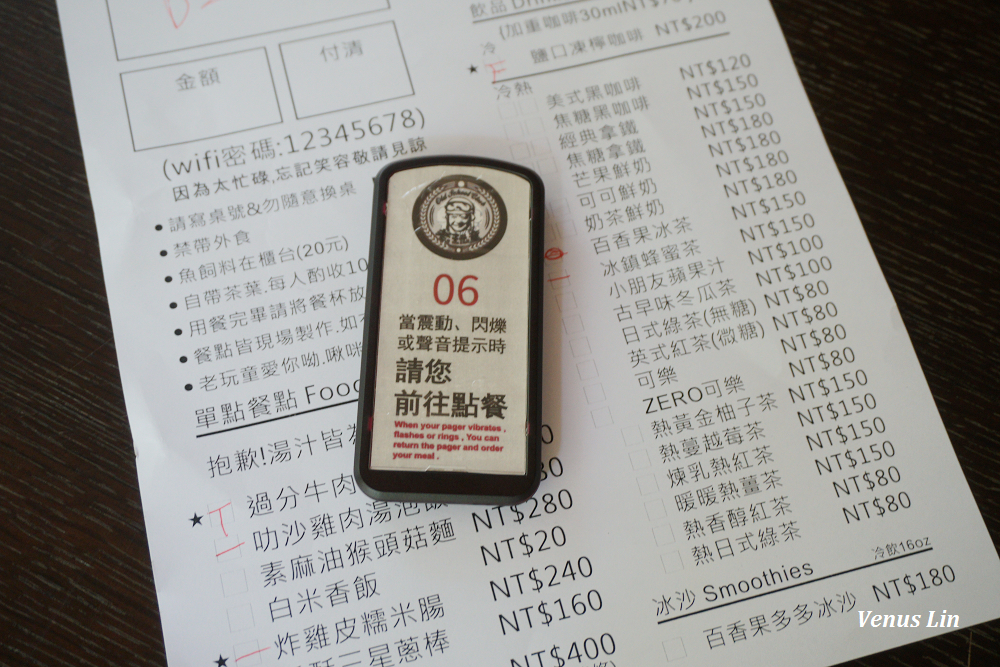 金額 付清
(wifi密碼:12345678)
因為太忙碌,忘記笑容敬請見諒
•請寫桌號&勿隨意換桌
•禁帶外食
•魚飼料在櫃台(20元)
•自帶茶葉.每人酌收10
•用餐完畢請將餐杯放
•餐點皆現場製作.如
•老玩童愛你呦.啾咪
單點餐點 Food
抱歉!湯汁皆為
★ 過分牛肉
叻沙雞肉湯泡飯
素麻油猴頭菇麵 NT$280
白米香飯 NT$20
★ 炸雞皮糯米腸 NT$240
三星蔥棒 NT$160
NT$400
06
當震動、閃爍
或聲音提示時
請您
前往點餐
When your pager vibrates ,
flashes or rings , You can
return the pager and order
your meal .
飲品
(加重咖啡30mlNT$
冷
★ 鹽口凍檸咖啡 NT$200
冷熱
美式黑咖啡 NT$120
焦糖黑咖啡 NT$150
經典拿鐵 NT$150
焦糖拿鐵 NT$180
芒果鮮奶 NT$180
可可鮮奶 NT$180
奶茶鮮奶 NT$180
百香果冰茶 NT$150
冰鎮蜂蜜茶 NT$150
小朋友蘋果汁 NT$100
古早味冬瓜茶 NT$100
日式綠茶(無糖) NT$80
英式紅茶(微糖) NT$80
可樂 NT$80
ZERO可樂 NT$80
熱黃金柚子茶 NT$150
熱蔓越莓茶 NT$150
煉乳熱紅茶 NT$150
暖暖熱薑茶 NT$150
熱香醇紅茶 NT$80
熱日式綠茶 NT$80
冰沙 Smoothies 冷飲16oz
百香果多多冰沙 NT$180
Venus Lin